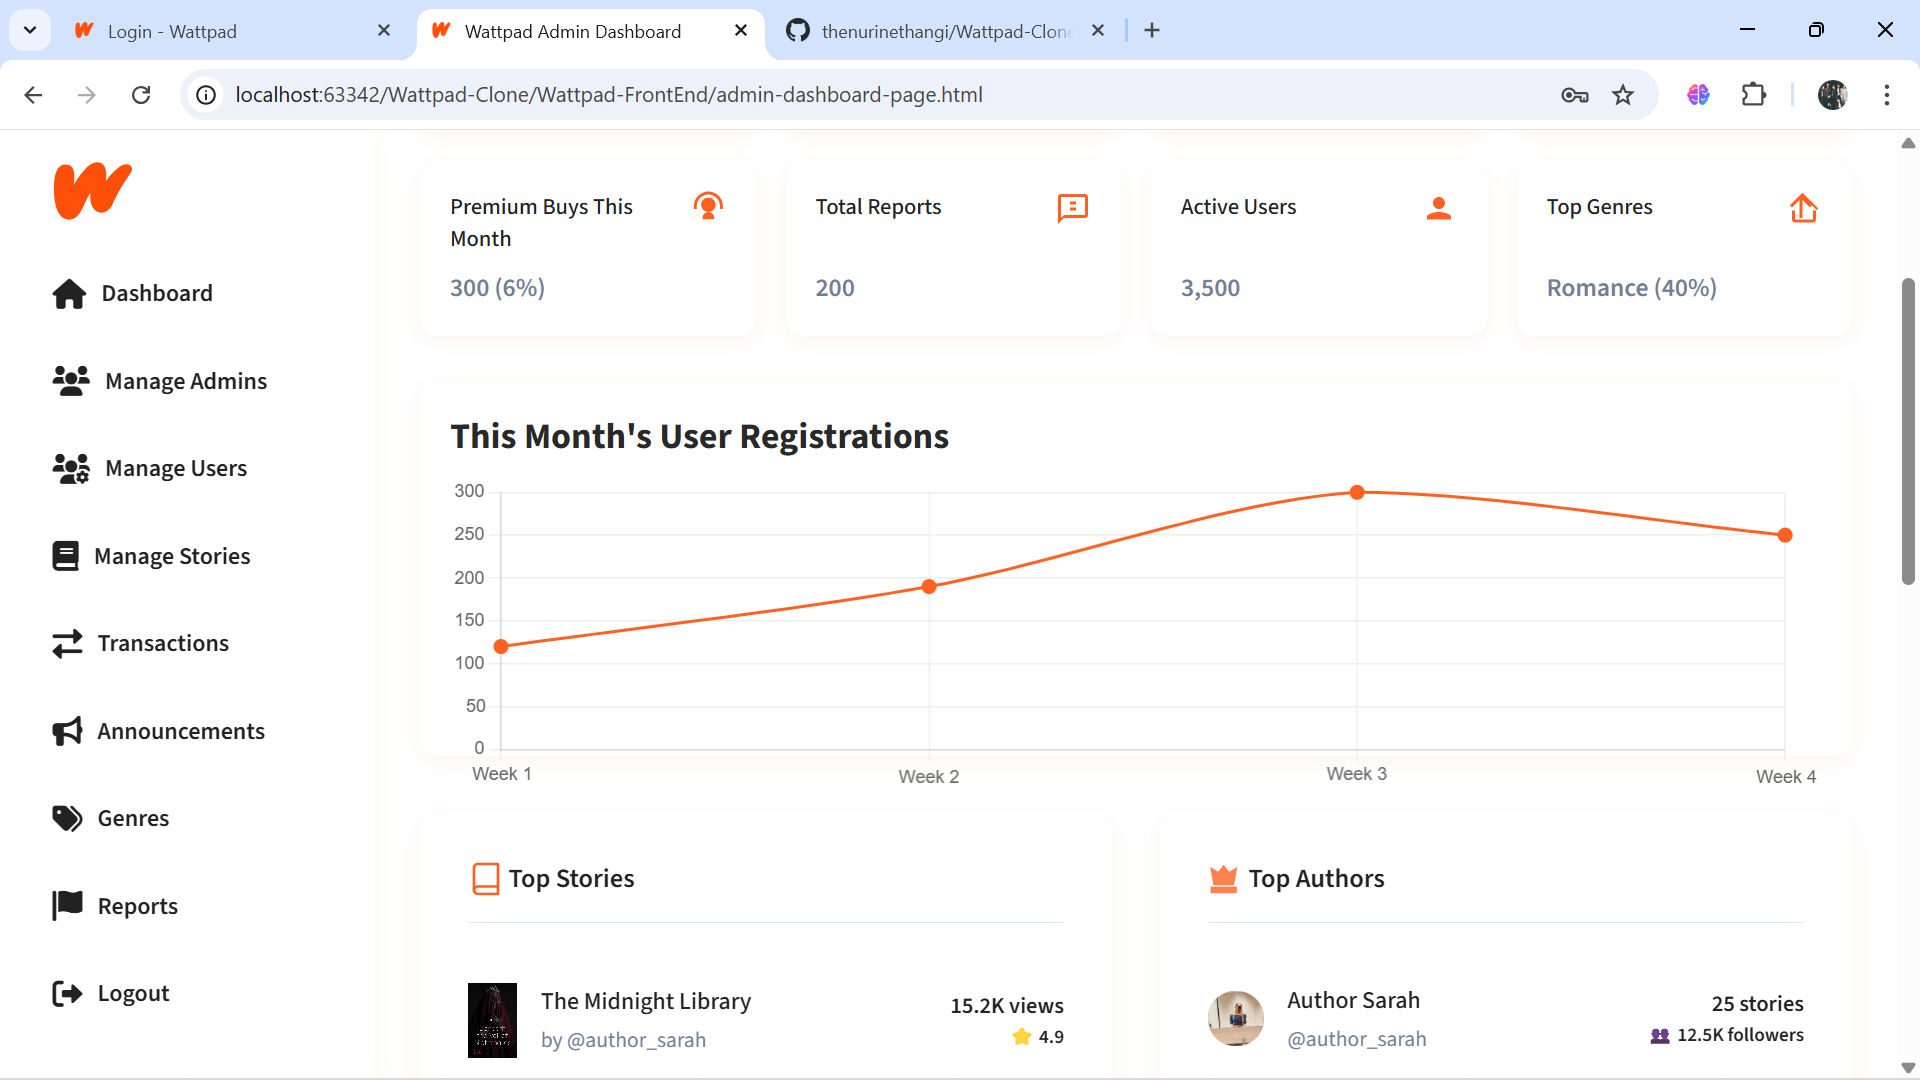 Login - Wattpad
Wattpad Admin Dashboard
thenurinethangi/Wattpad-Clone
localhost:63342/Wattpad-Clone/Wattpad-FrontEnd/admin-dashboard-page.html
Dashboard
Manage Admins
Manage Users
Manage Stories
Transactions
Announcements
Genres
Reports
Logout
Premium Buys This
Month
300 (6%)
Total Reports
200
Active Users
3,500
Top Genres
Romance (40%)
This Month's User Registrations
300
250
200
150
100
50
0
Week 1
Week 2
Week 3
Week 4
Top Stories
The Midnight Library
by @author_sarah
15.2K views
4.9
Top Authors
Author Sarah
@author_sarah
25 stories
12.5K followers